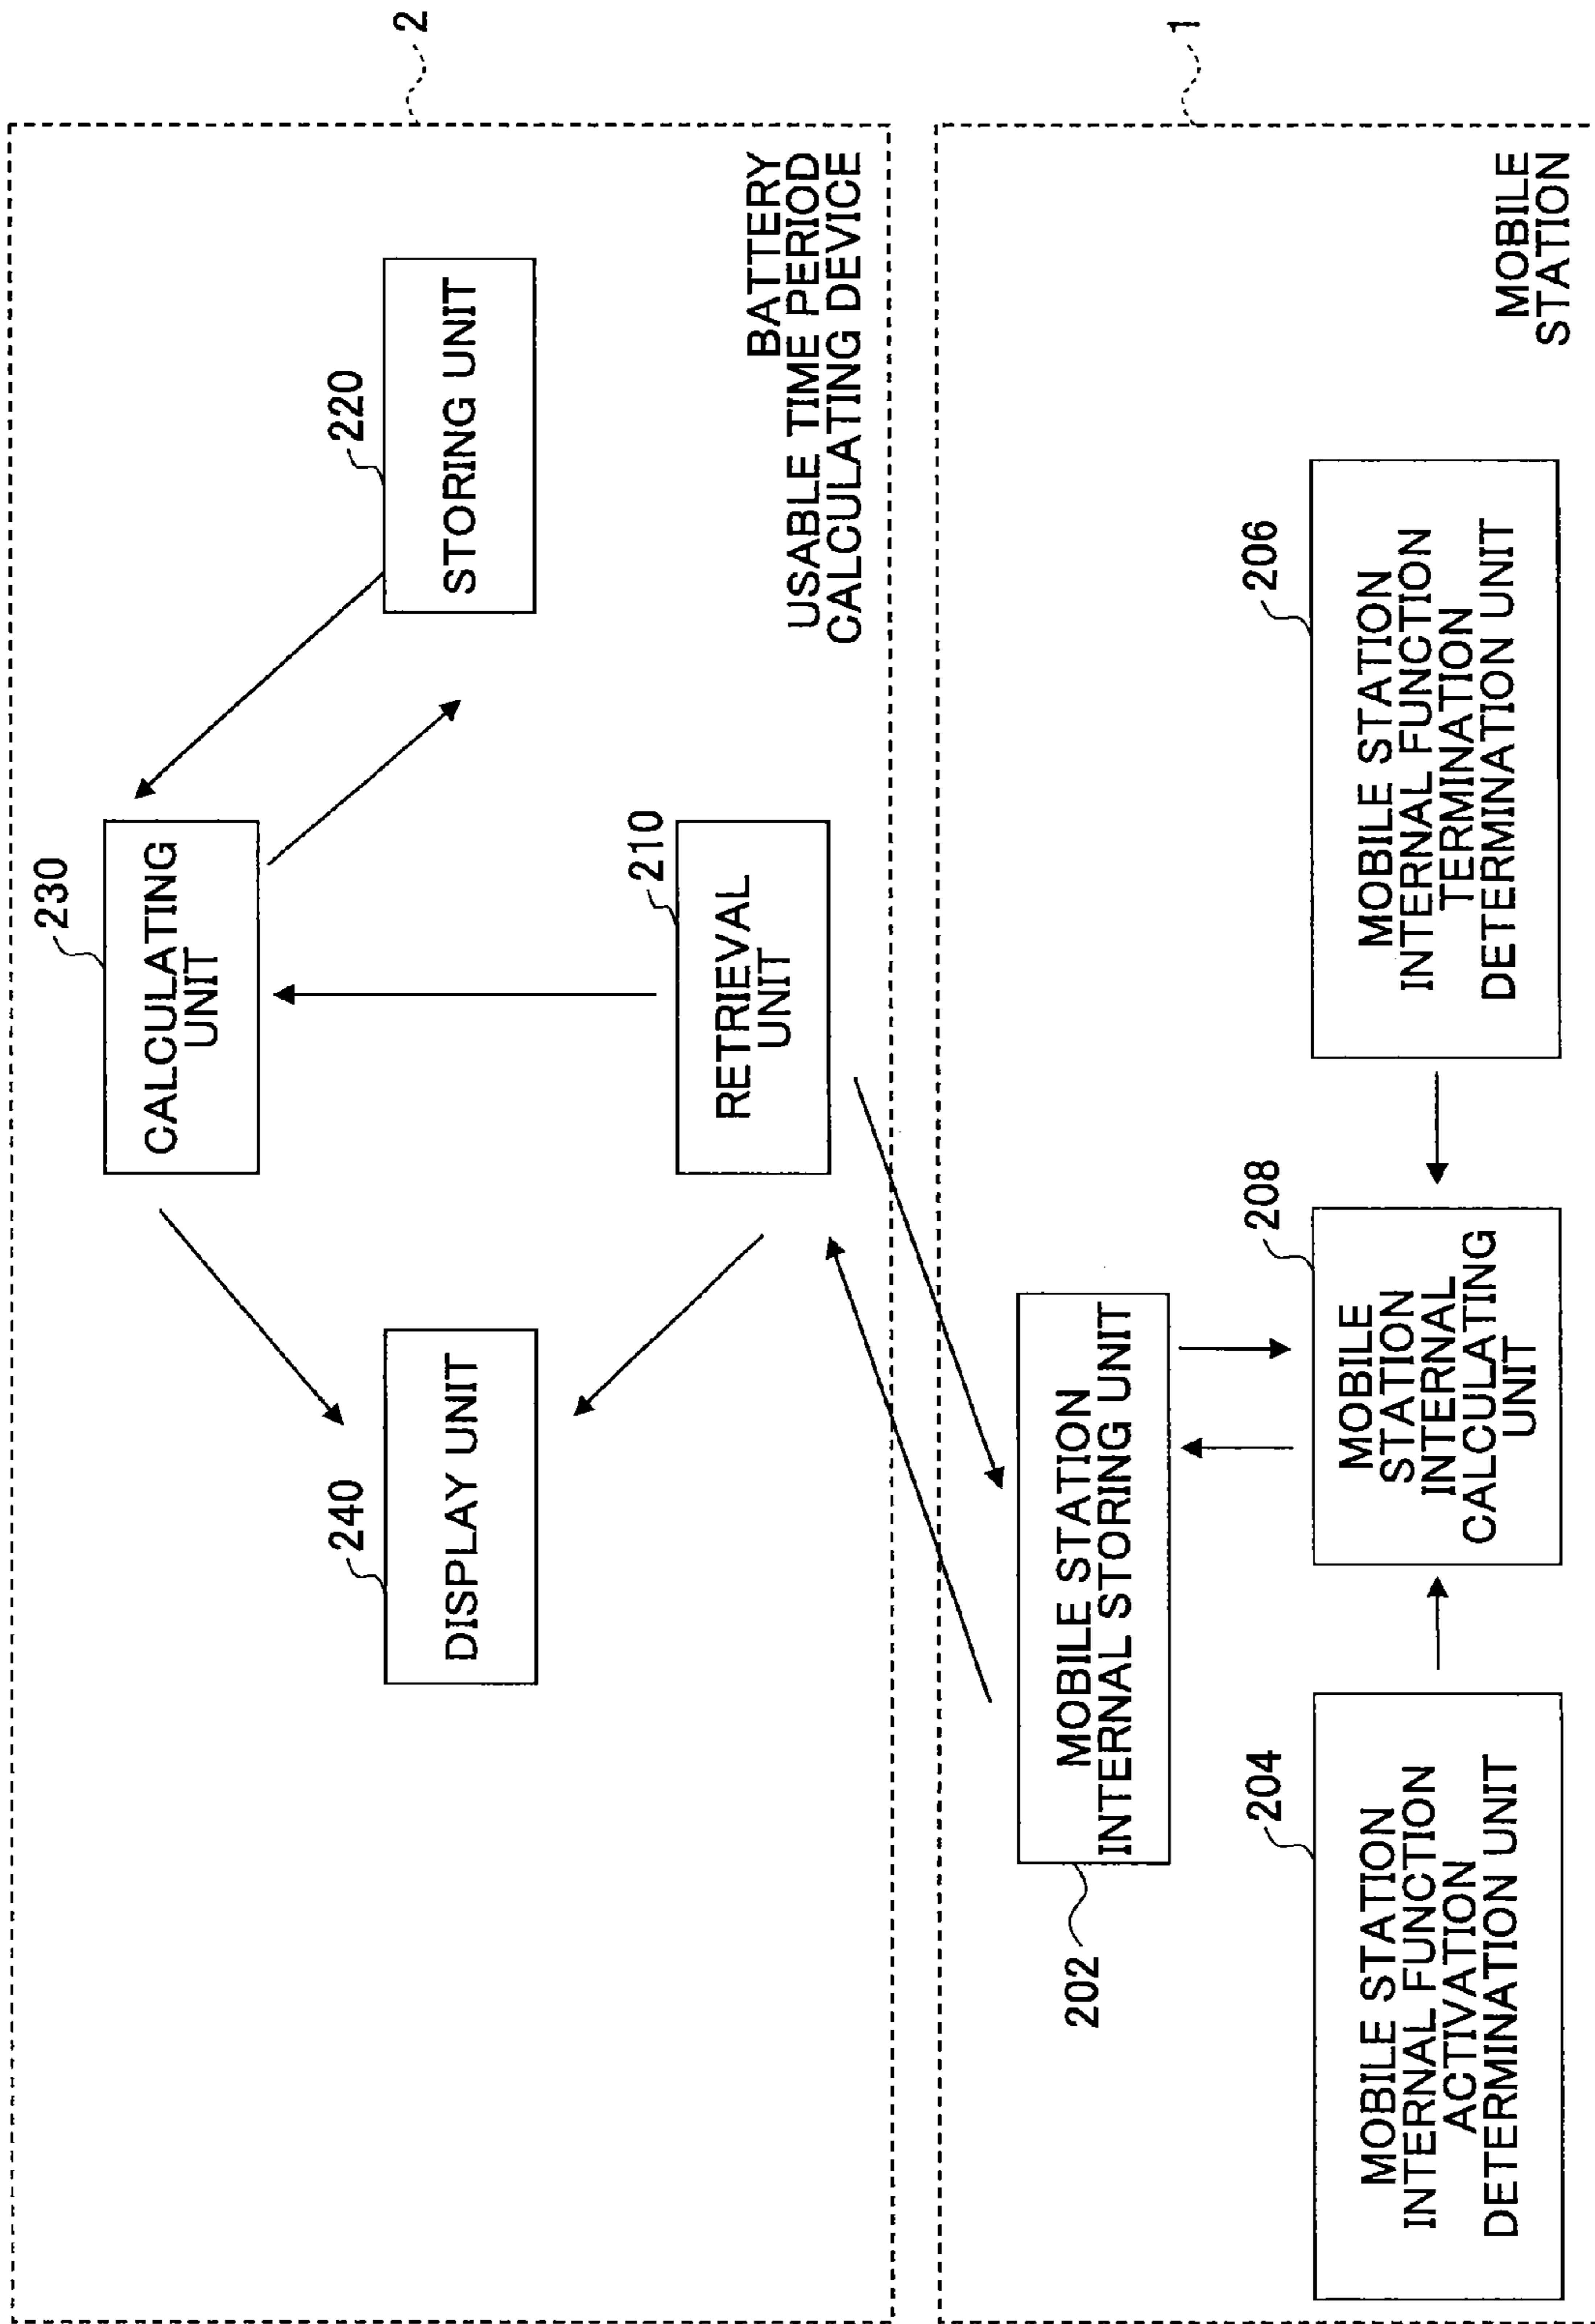 2
230
CALCULATING
UNIT
240
DISPLAY UNIT
220
STORING UNIT
210
RETRIEVAL
UNIT
BATTERY
USABLE TIME PERIOD
CALCULATING DEVICE
1
202
MOBILE STATION
INTERNAL STORING UNIT
204
MOBILE STATION
INTERNAL FUNCTION
ACTIVATION
DETERMINATION UNIT
208
MOBILE
STATION
INTERNAL
CALCULATING
UNIT
206
MOBILE STATION
INTERNAL FUNCTION
TERMINATION
DETERMINATION UNIT
MOBILE
STATION